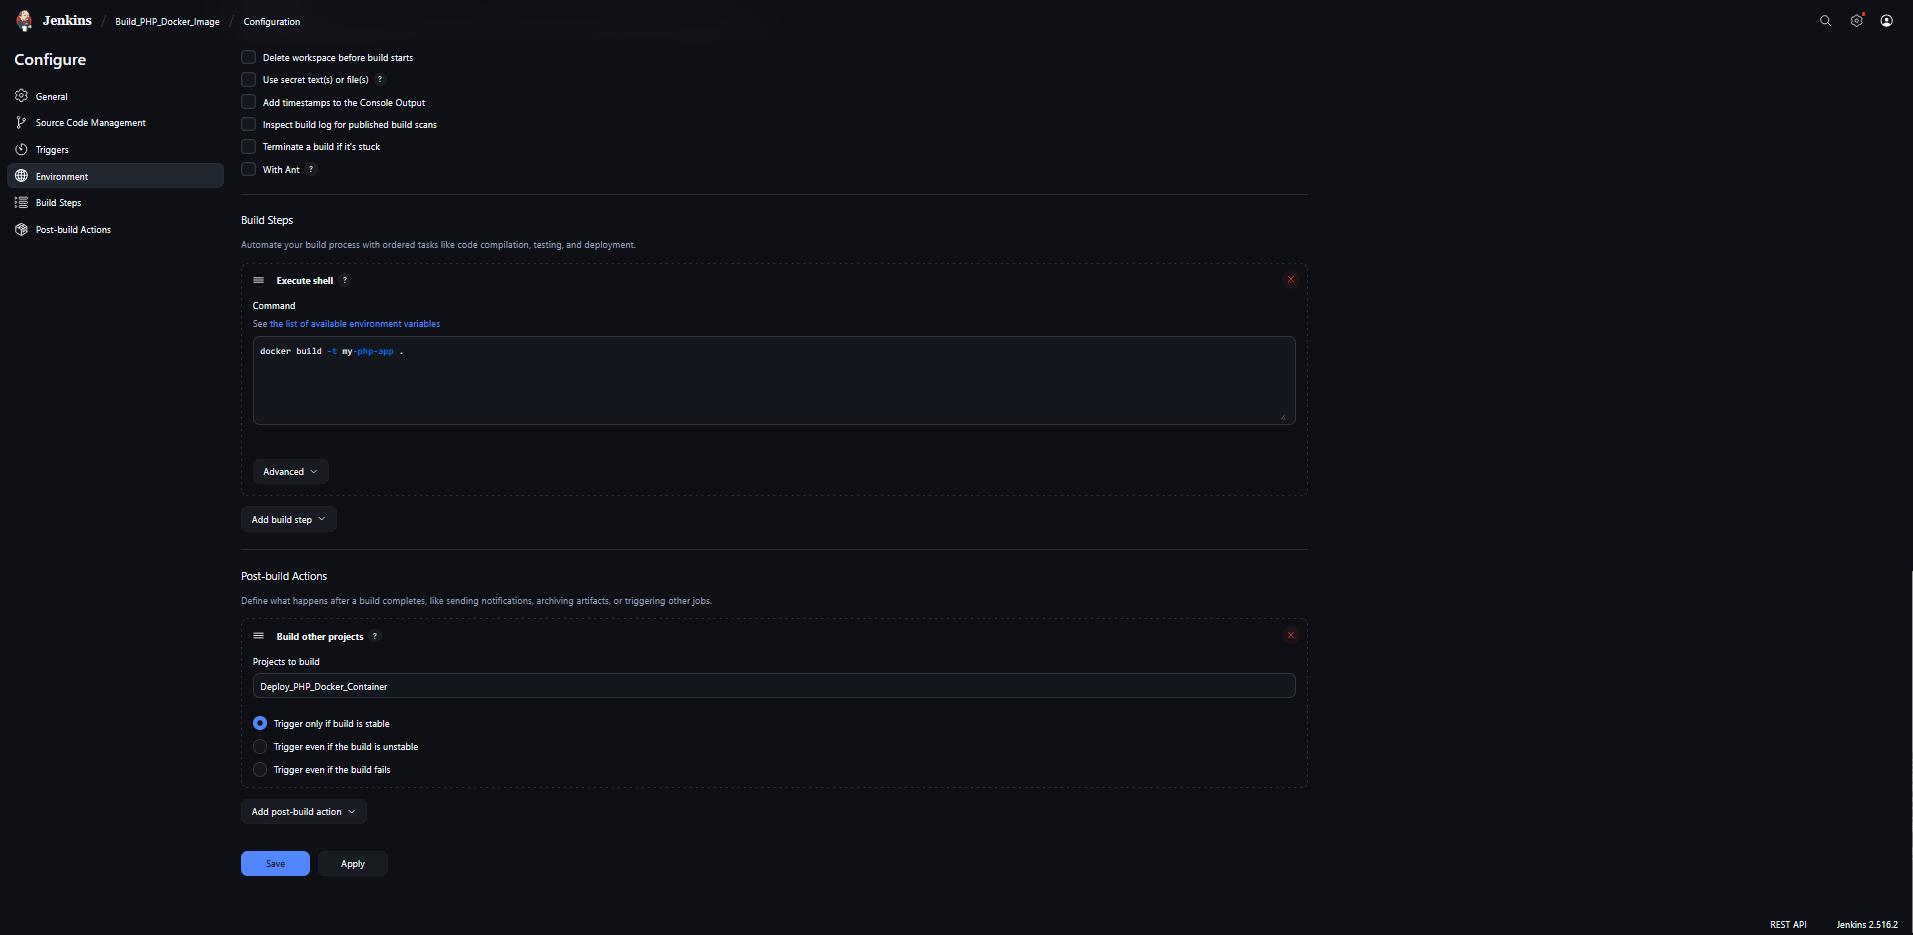 Jenkins / Build_PHP_Docker_Image / Configuration
Configure
General
Source Code Management
Triggers
Environment
Build Steps
Post-build Actions
Delete workspace before build starts
Use secret text(s) or file(s) ?
Add timestamps to the Console Output
Inspect build log for published build scans
Terminate a build if it's stuck
With Ant ?
Build Steps
Automate your build process with ordered tasks like code compilation, testing, and deployment.
Execute shell ?
Command
See the list of available environment variables
docker build -t my-php-app .
Advanced
Add build step
Post-build Actions
Define what happens after a build completes, like sending notifications, archiving artifacts, or triggering other jobs.
Build other projects ?
Projects to build
Deploy_PHP_Docker_Container
Trigger only if build is stable
Trigger even if the build is unstable
Trigger even if the build fails
Add post-build action
Save
Apply
REST API
Jenkins 2.516.2